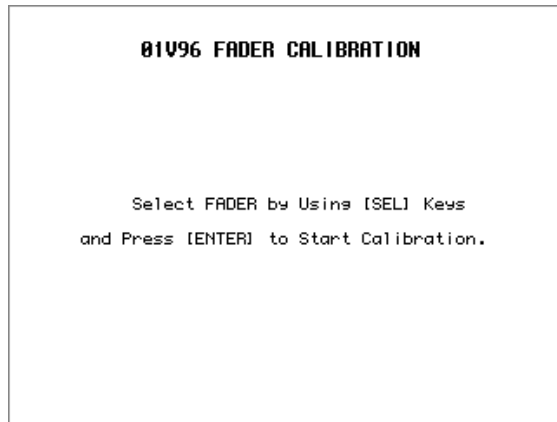 01V96 FADER CALIBRATION
Select FADER by Using [SEL] Keys
and Press [ENTER] to Start Calibration.